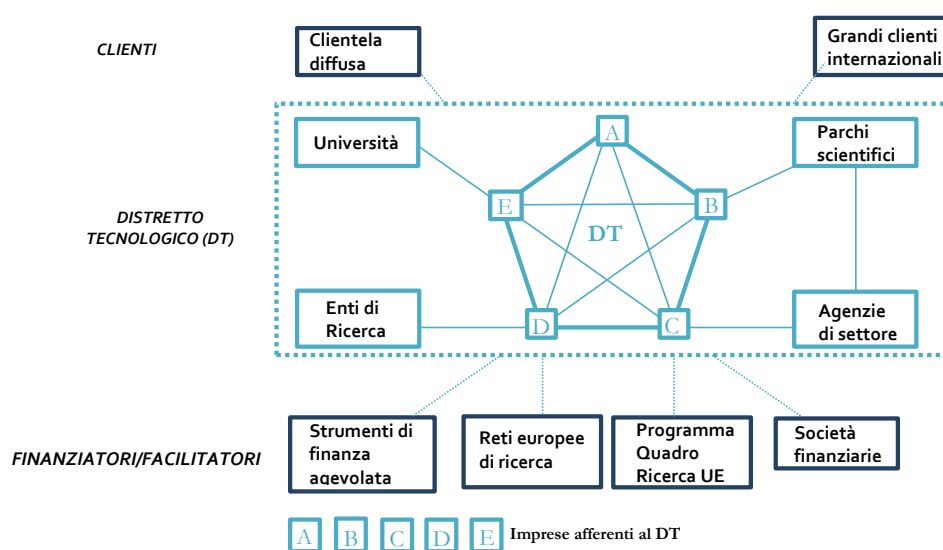 CLIENTI
Clientela
diffusa
Grandi clienti
internazionali
DISTRETTO
TECNOLOGICO (DT)
Università
Parchi
scientifici
A
E
B
DT
D
C
Enti di
Ricerca
Agenzie
di settore
FINANZIATORI/FACILITATORI
Strumenti di
finanza
agevolata
Reti europee
di ricerca
Programma
Quadro
Ricerca UE
Società
finanziarie
A B C D E Imprese afferenti al DT